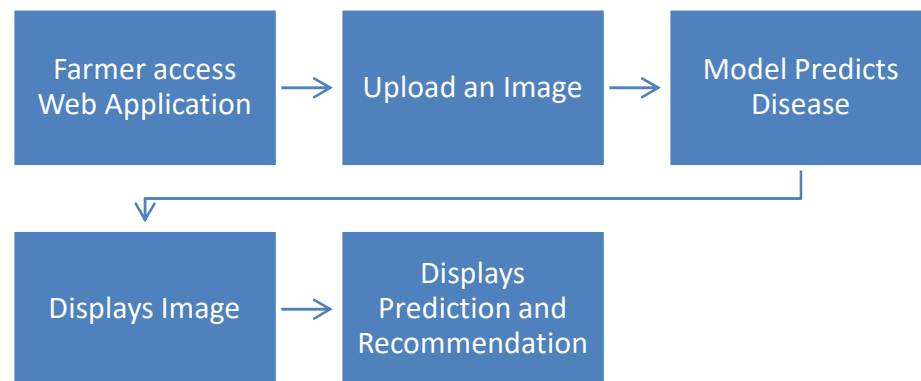 Farmer access
Web Application
Upload an Image
Model Predicts
Disease
Displays Image
Displays
Prediction and
Recommendation